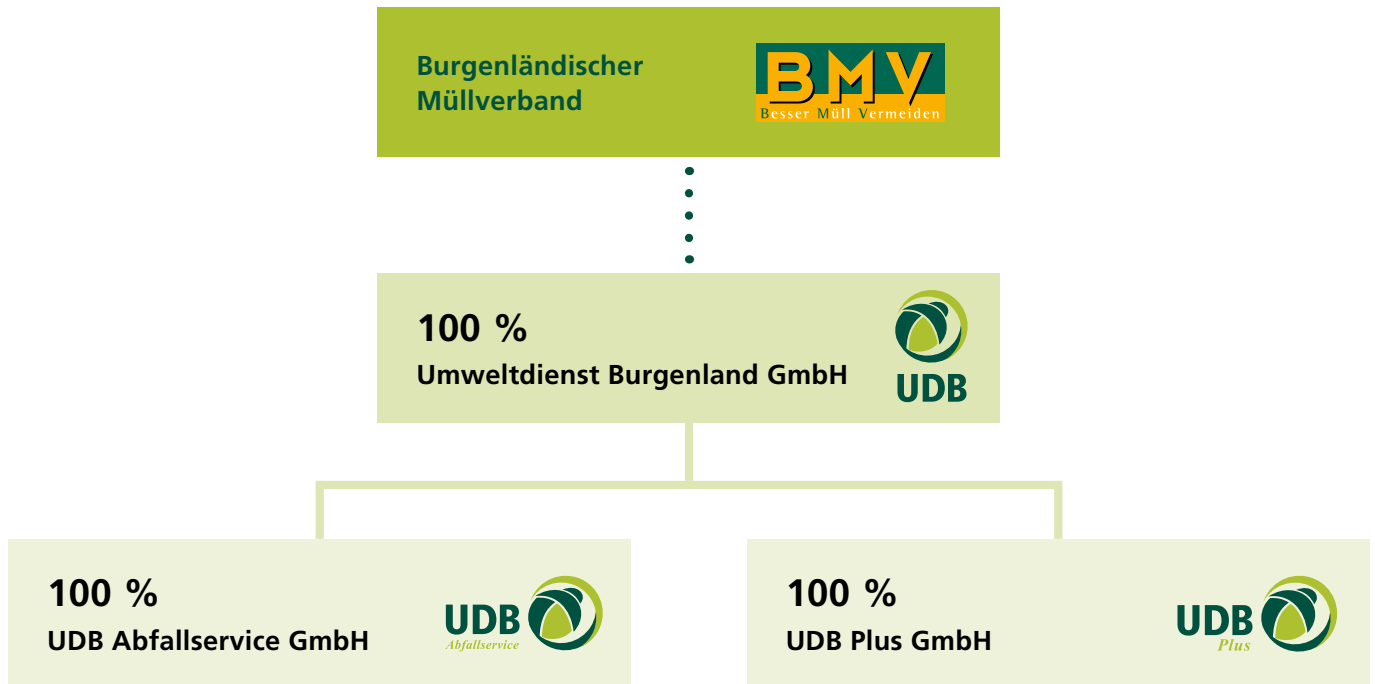 Burgenländischer
Müllverband
BMV
Besser Müll Vermeiden
100 %
Umweltdienst Burgenland GmbH
UDB
100 %
UDB Abfallservice GmbH
UDB
Abfallservice
100 %
UDB Plus GmbH
UDB
Plus